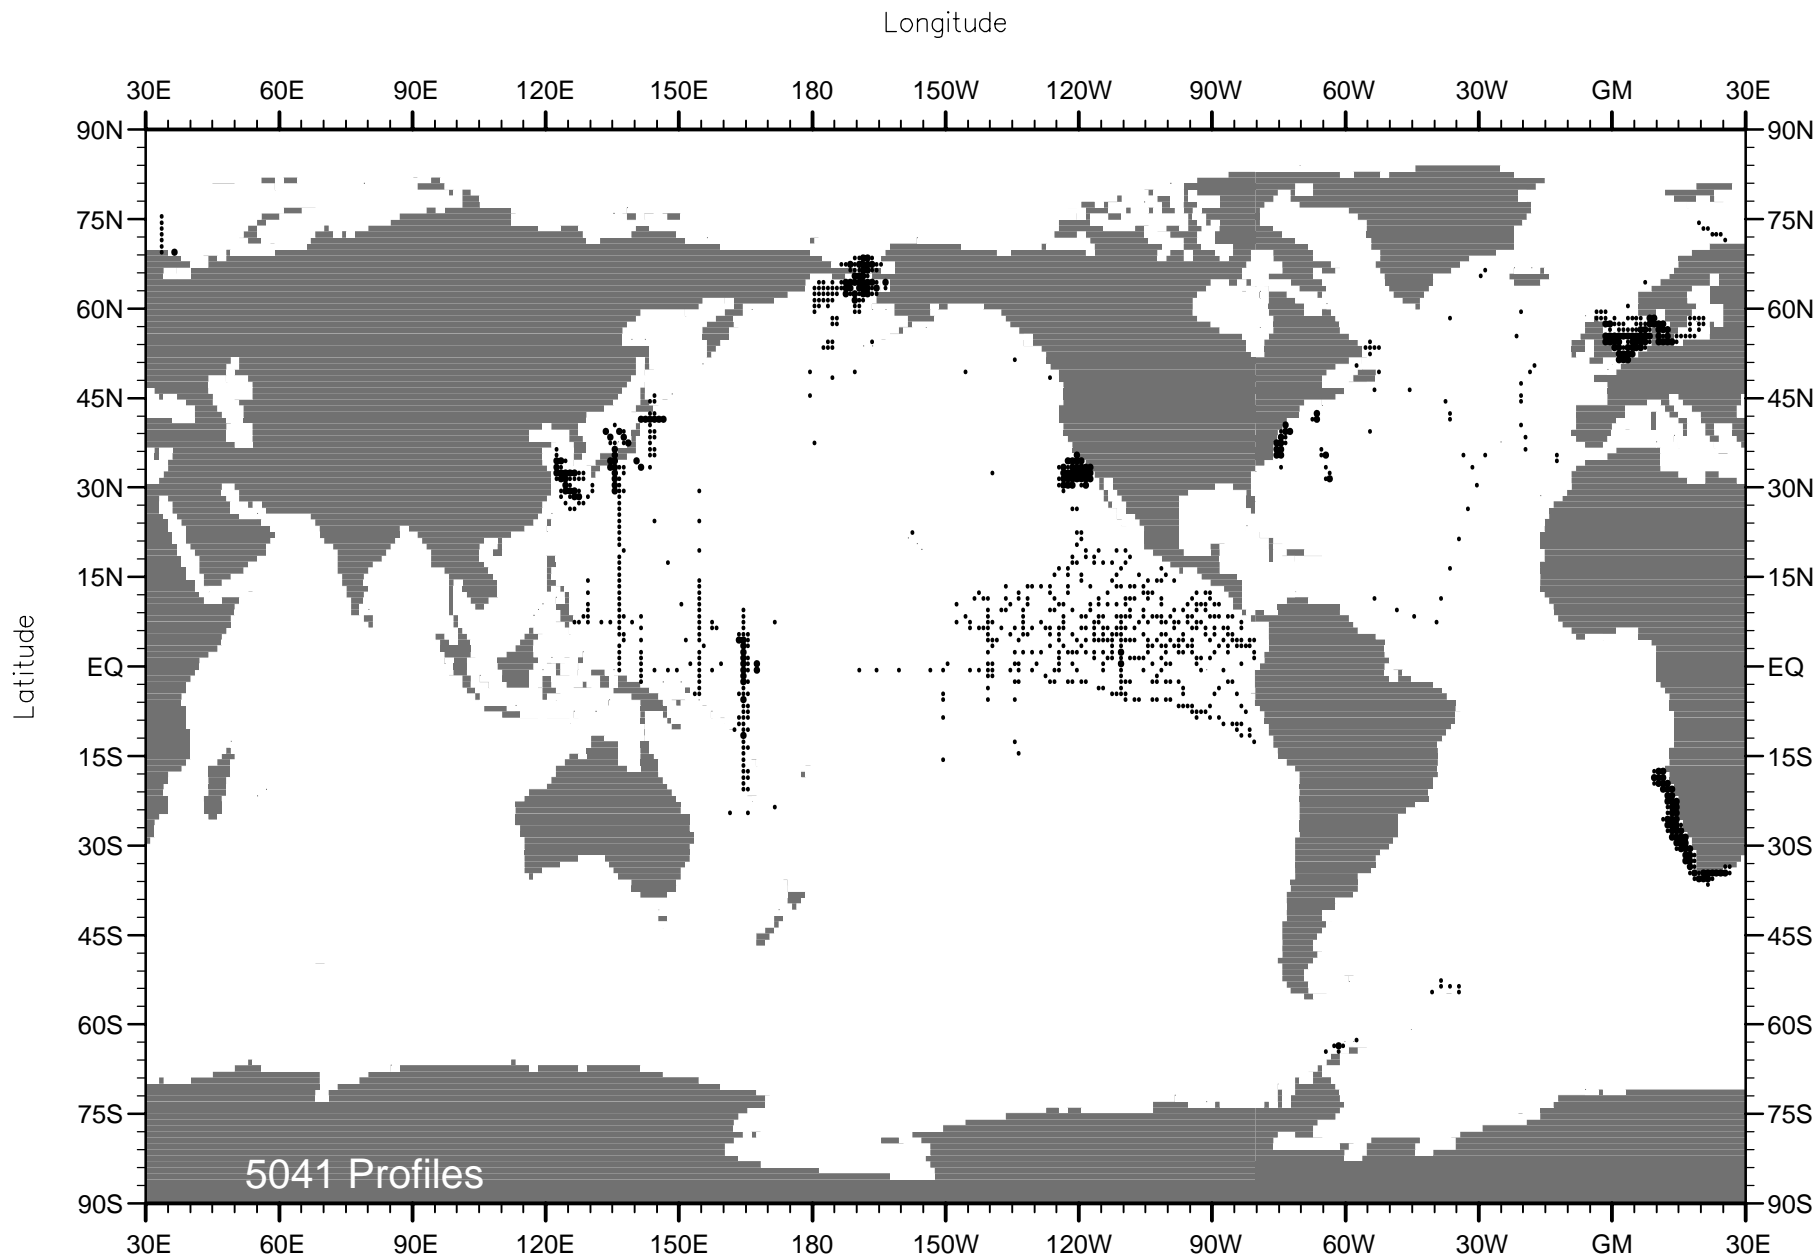 Longitude
30E 60E 90E 120E 150E 180 150W 120W 90W 60W 30W GM 30E
90N 90N
75N 75N
60N 60N
45N 45N
30N 30N
15N 15N
Latitude
EQ EQ
15S 15S
30S 30S
45S 45S
60S 60S
75S 75S
5041 Profiles
90S 90S
30E 60E 90E 120E 150E 180 150W 120W 90W 60W 30W GM 30E